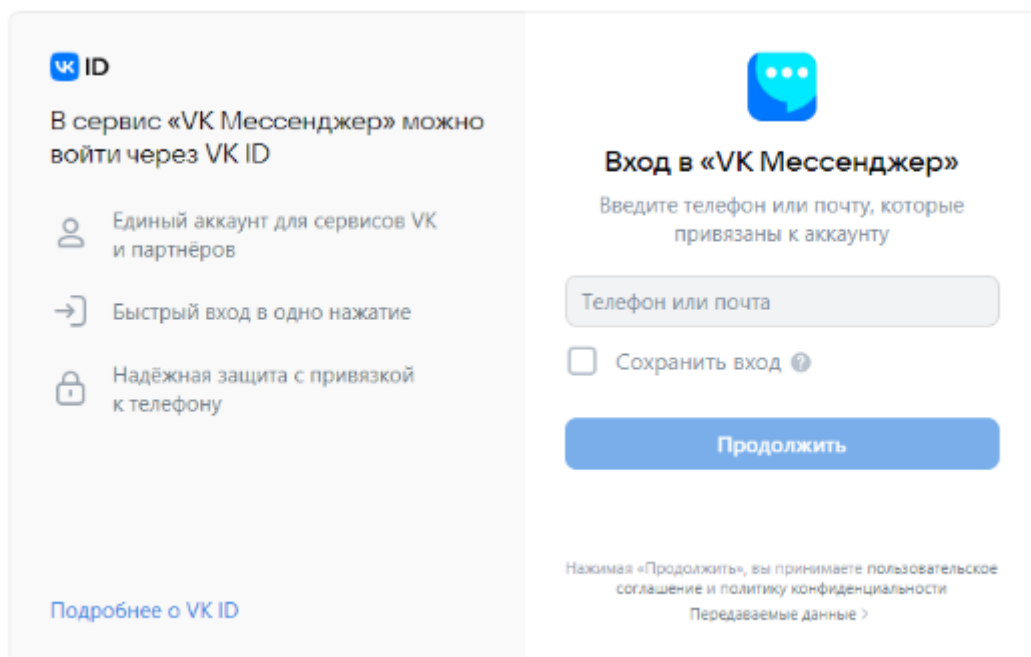 VK ID
В сервис «VK Мессенджер» можно
войти через VK ID
Единый аккаунт для сервисов VK
и партнёров
Быстрый вход в одно нажатие
Надёжная защита с привязкой
к телефону
Подробнее о VK ID
Вход в «VK Мессенджер»
Введите телефон или почту, которые
привязаны к аккаунту
Телефон или почта
Сохранить вход ?
Продолжить
Нажимая «Продолжить», вы принимаете пользовательское
соглашение и политику конфиденциальности
Передаваемые данные >